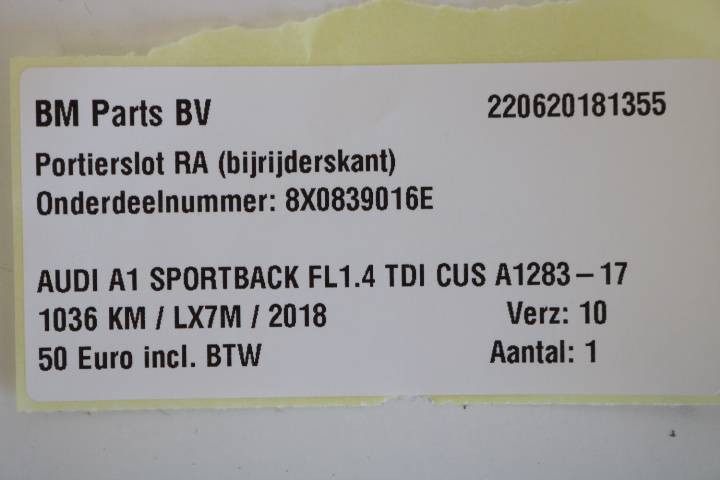 BM Parts BV 220620181355
Portierslot RA (bijrijderskant)
Onderdeelnummer: 8X0839016E
AUDI A1 SPORTBACK FL1.4 TDI CUS A1283-17
1036 KM / LX7M / 2018 Verz: 10
50 Euro incl. BTW Aantal: 1